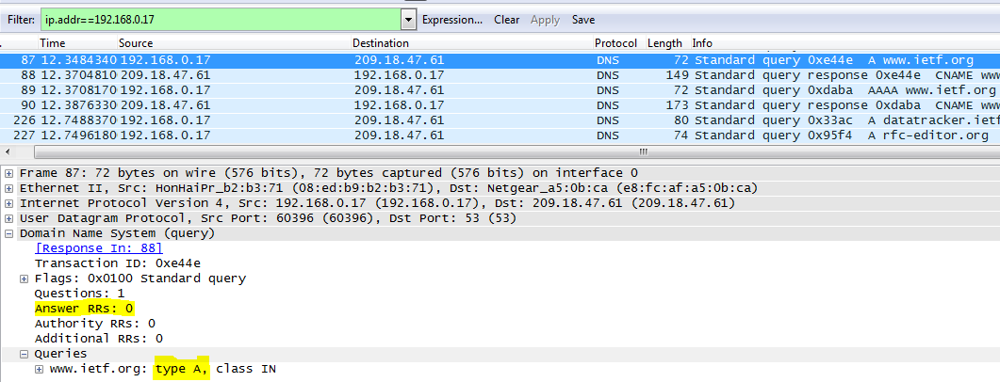 Filter: ip.addr==192.168.0.17 Expression... Clear Apply Save
. Time Source Destination Protocol Length Info
87 12.3484340 192.168.0.17 209.18.47.61 DNS 72 Standard query 0xe44e A www.ietf.org
88 12.3704810 209.18.47.61 192.168.0.17 DNS 149 Standard query response 0xe44e CNAME www
89 12.3708170 192.168.0.17 209.18.47.61 DNS 72 Standard query 0xdaba AAAA www.ietf.org
90 12.3876330 209.18.47.61 192.168.0.17 DNS 173 Standard query response 0xdaba CNAME www
226 12.7488370 192.168.0.17 209.18.47.61 DNS 80 Standard query 0x33ac A datatracker.ietf
227 12.7496180 192.168.0.17 209.18.47.61 DNS 74 Standard query 0x95f4 A rfc-editor.org
Frame 87: 72 bytes on wire (576 bits), 72 bytes captured (576 bits) on interface 0
Ethernet II, Src: HonHaiPr_b2:b3:71 (08:ed:b9:b2:b3:71), Dst: Netgear_a5:0b:ca (e8:fc:af:a5:0b:ca)
Internet Protocol Version 4, Src: 192.168.0.17 (192.168.0.17), Dst: 209.18.47.61 (209.18.47.61)
User Datagram Protocol, Src Port: 60396 (60396), Dst Port: 53 (53)
Domain Name System (query)
[Response In: 88]
Transaction ID: 0xe44e
Flags: 0x0100 Standard query
Questions: 1
Answer RRs: 0
Authority RRs: 0
Additional RRs: 0
Queries
www.ietf.org: type A, class IN